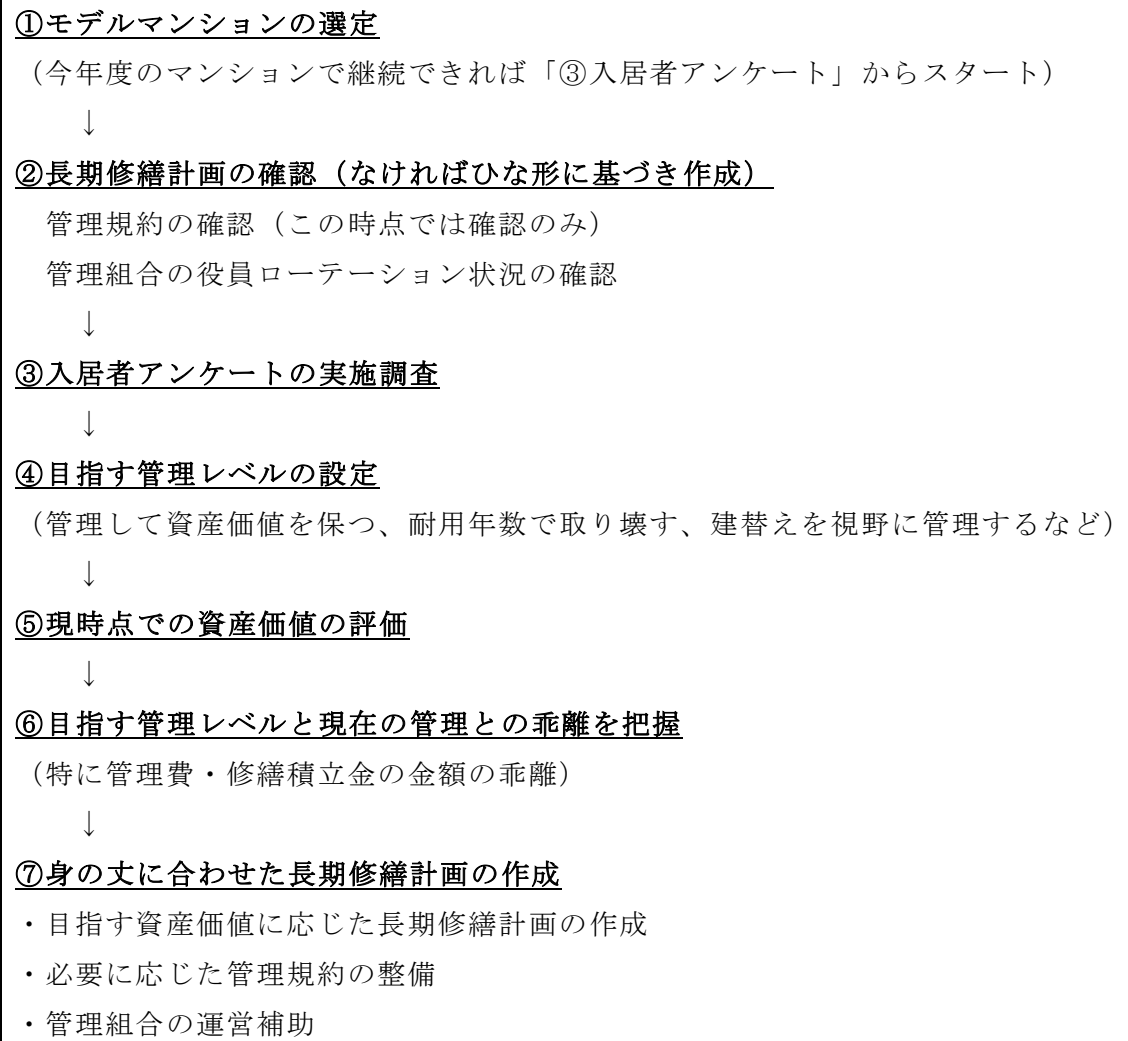 ①モデルマンションの選定
（今年度のマンションで継続できれば「③入居者アンケート」からスタート）
↓
②長期修繕計画の確認（なければひな形に基づき作成）
管理規約の確認（この時点では確認のみ）
管理組合の役員ローテーション状況の確認
↓
③入居者アンケートの実施調査
↓
④目指す管理レベルの設定
（管理して資産価値を保つ、耐用年数で取り壊す、建替えを視野に管理するなど）
↓
⑤現時点での資産価値の評価
↓
⑥目指す管理レベルと現在の管理との乖離を把握
（特に管理費・修繕積立金の金額の乖離）
↓
⑦身の丈に合わせた長期修繕計画の作成
・目指す資産価値に応じた長期修繕計画の作成
・必要に応じた管理規約の整備
・管理組合の運営補助